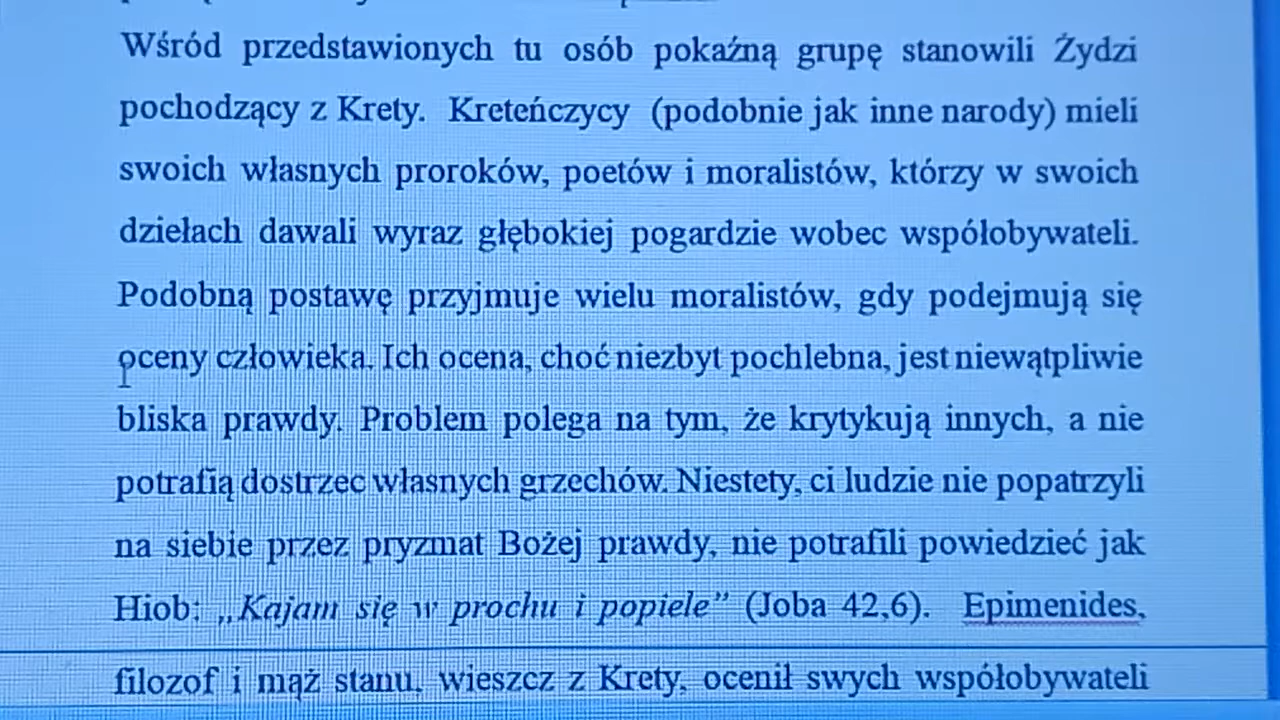 Wśród przedstawionych tu osób pokaźną grupę stanowili Żydzi
pochodzący z Krety. Kreteńczycy (podobnie jak inne narody) mieli
swoich własnych proroków, poetów i moralistów, którzy w swoich
dziełach dawali wyraz głębokiej pogardzie wobec współobywateli.
Podobną postawę przyjmuje wielu moralistów, gdy podejmują się
oceny człowieka. Ich ocena, choć niezbyt pochlebna, jest niewątpliwie
bliska prawdy. Problem polega na tym, że krytykują innych, a nie
potrafią dostrzec własnych grzechów. Niestety, ci ludzie nie popatrzyli
na siebie przez pryzmat Bożej prawdy, nie potrafili powiedzieć jak
Hiob: „Kajam się w prochu i popiele” (Joba 42,6). Epimenides,
filozof i mąż stanu, wieszcz z Krety, ocenił swych współobywateli